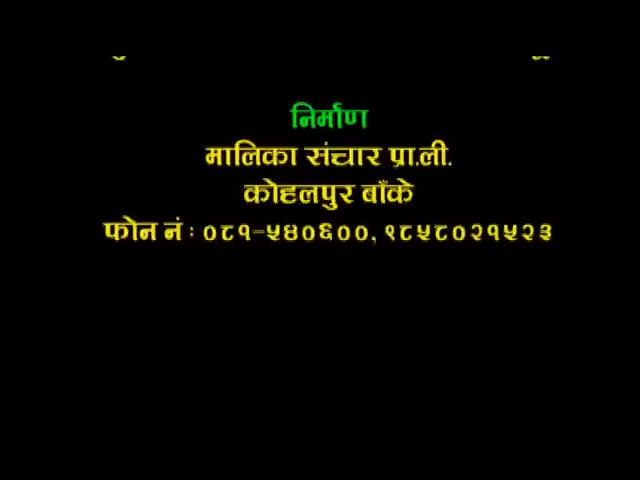 निर्माण
मालिका संचार प्रा.ली.
कोहलपुर बाँके
फोन नं : ०८१-५४०६००, ९८५८०२१५२३